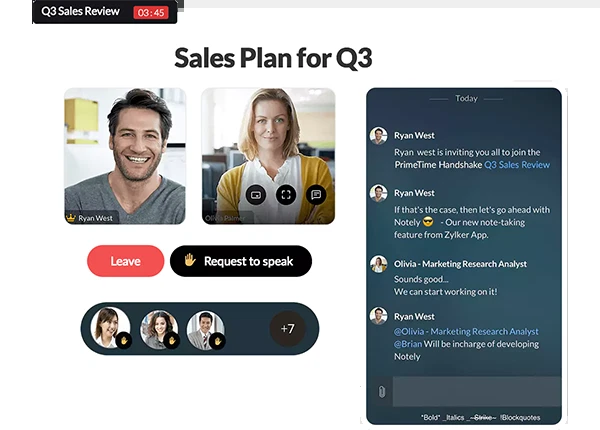 Q3 Sales Review 03:45
Sales Plan for Q3
Ryan West
Olivia Palmer
Leave
Request to speak
+7
Today
Ryan West
Ryan west is inviting you all to join the
PrimeTime Handshake Q3 Sales Review
Ryan West
If that's the case, then let's go ahead with
Notely 😎 - Our new note-taking
feature from Zylker App.
Olivia - Marketing Research Analyst
Sounds good...
We can start working on it!
Ryan West
@Olivia - Marketing Research Analyst
@Brian Will be incharge of developing
Notely
*Bold* _Italics_ ~Strike~ !Blockquotes